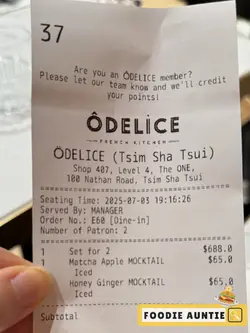 37
Are you an ÔDELICE member?
Please let our team know and we'll credit
your points!
ÔDELİCE
FRENCH KITCHEN
ÔDELICE (Tsim Sha Tsui)
Shop 407, Level 4, The ONE,
100 Nathan Road, Tsim Sha Tsui
Seating Time: 2025-07-03 19:16:26
Served By: MANAGER
Order No.: E60 [Dine-in]
Number of Patron: 2
1 Set for 2 $688.0
1 Matcha Apple MOCKTAIL $65.0
Iced
Honey Ginger MOCKTAIL $65.0
Iced
Subtotal
FOODIE AUNTIE